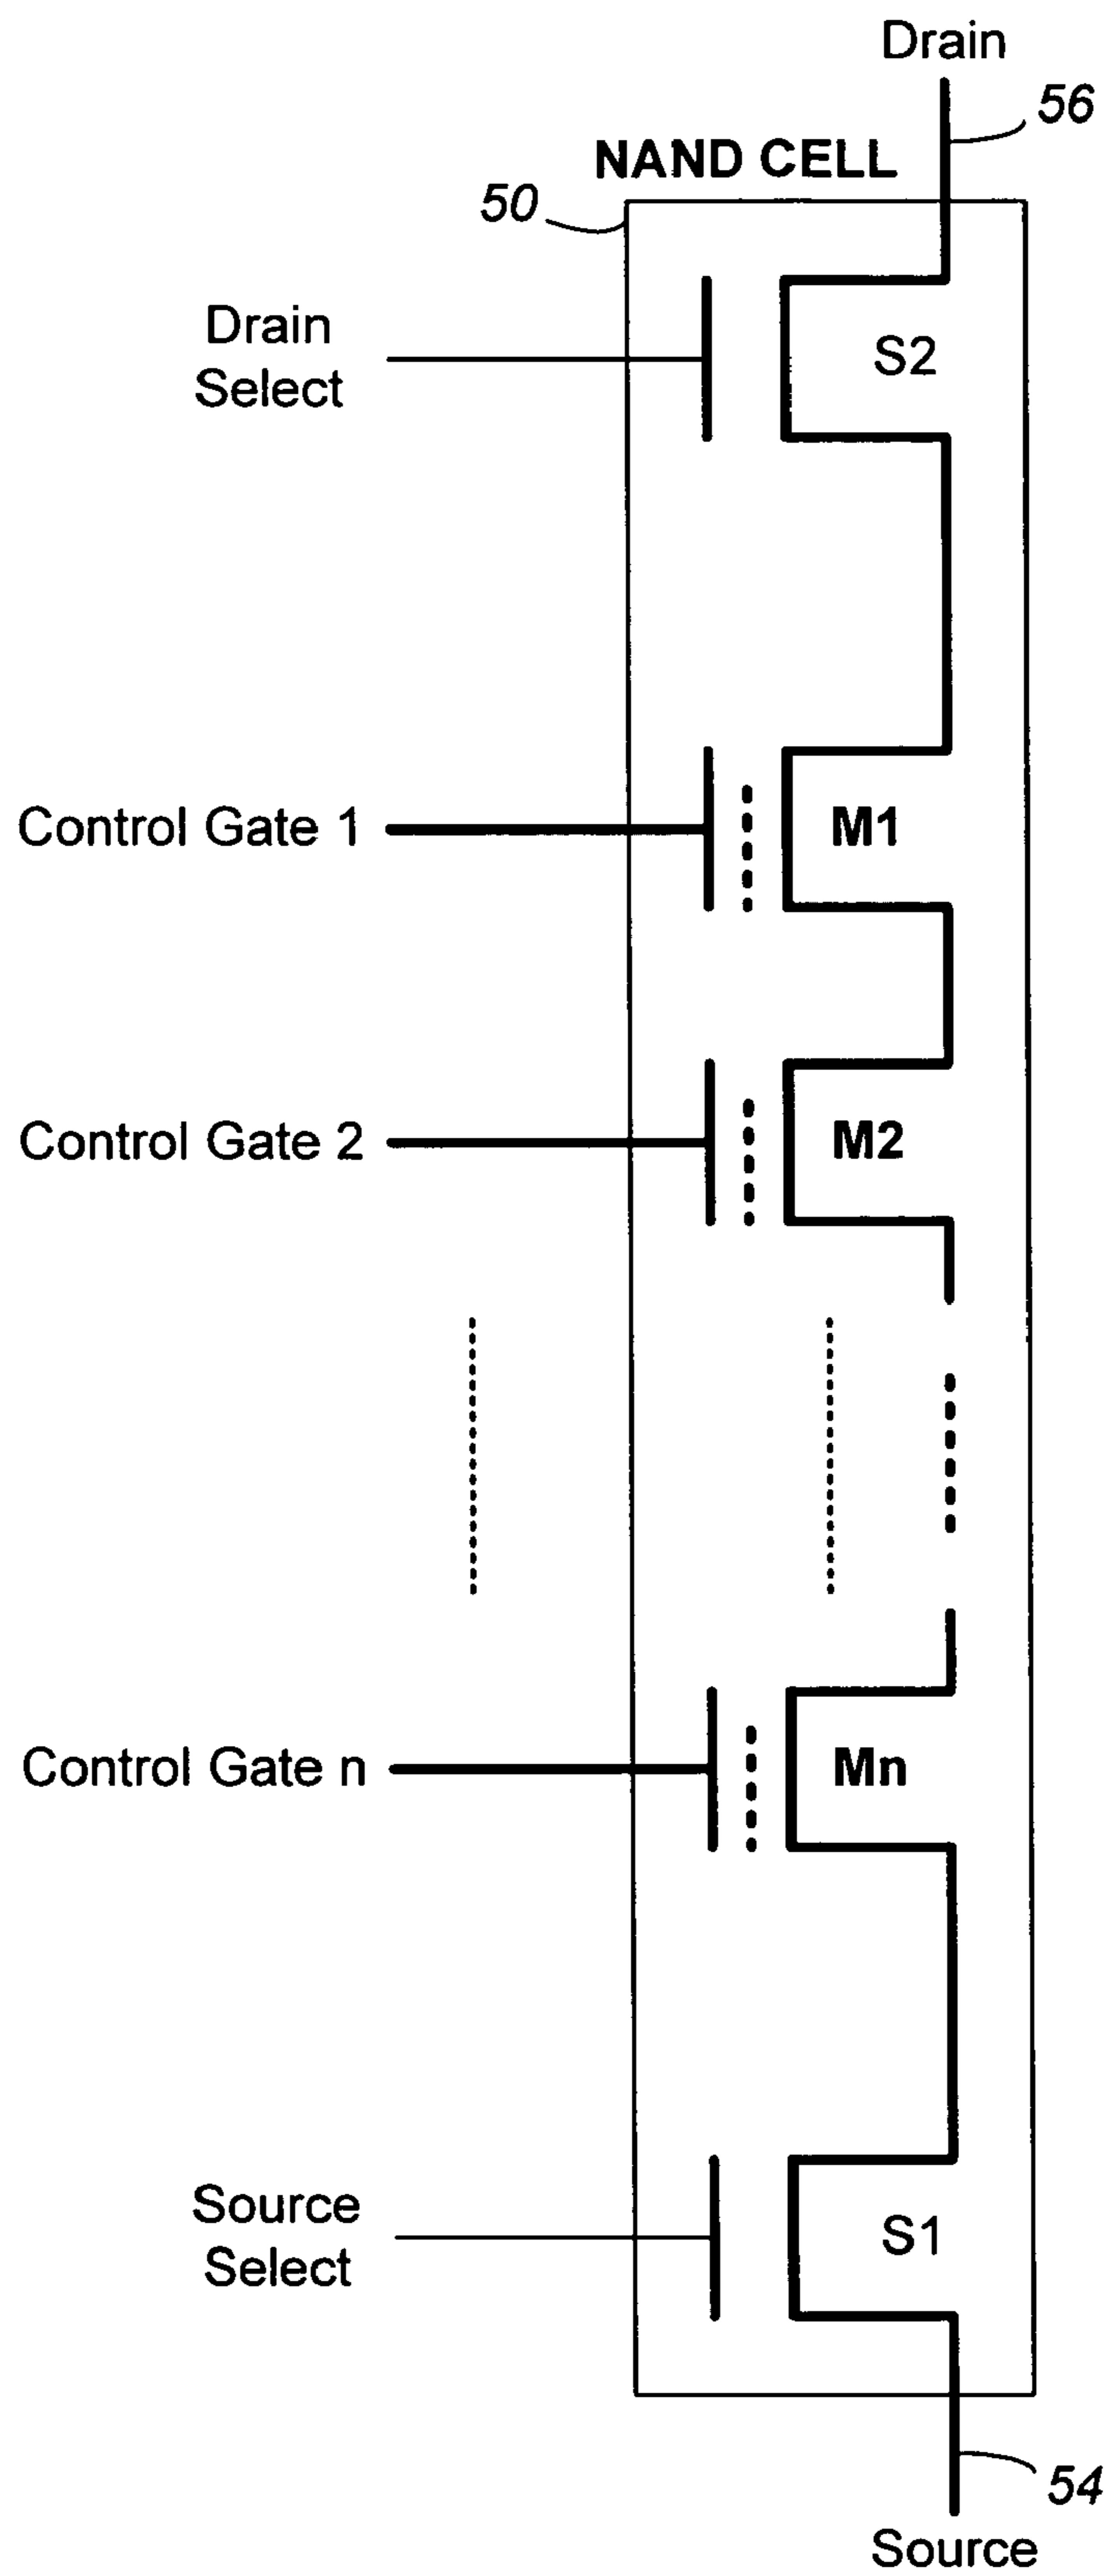 Drain
56
NAND CELL
50
Drain
Select
S2
Control Gate 1
M1
Control Gate 2
M2
Control Gate n
Mn
Source
Select
S1
54
Source